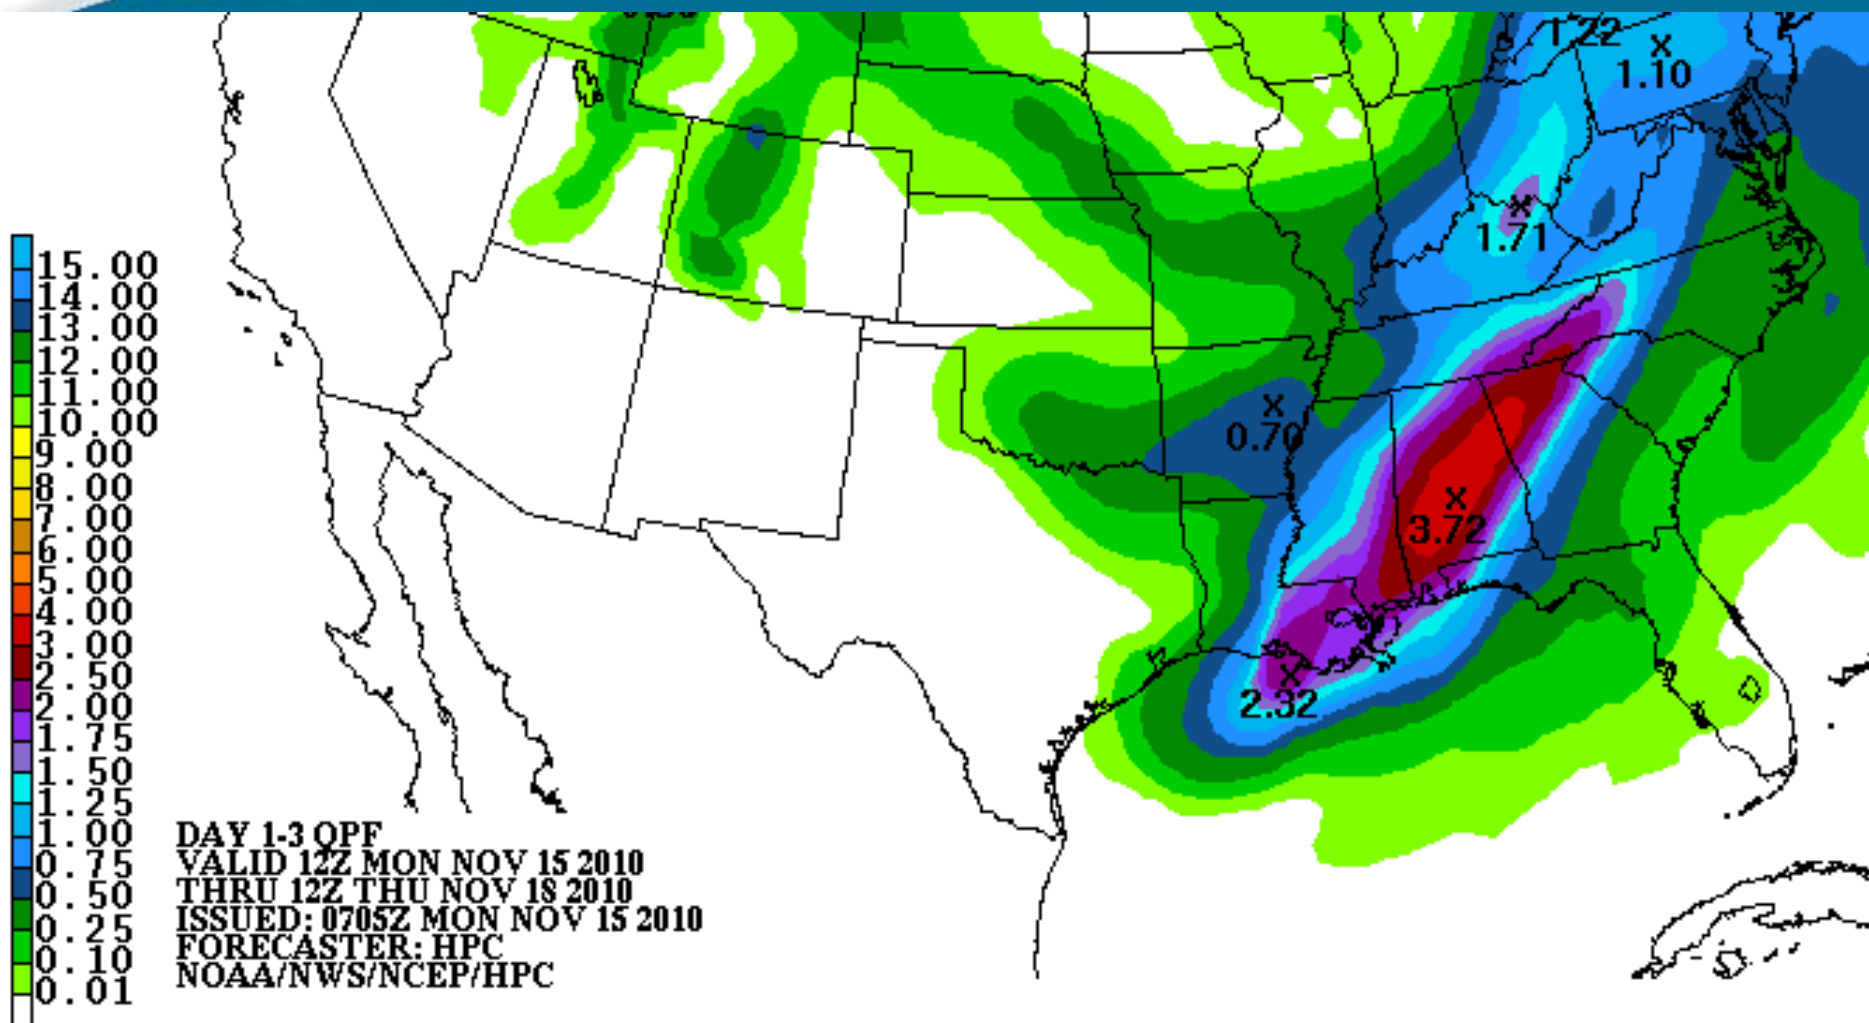 1.22
x
1.10
x
1.71
15.00
14.00
13.00
12.00
11.00
10.00
9.00
8.00
7.00
6.00
5.00
4.00
3.00
2.50
2.00
1.75
1.50
1.25
1.00
0.75
0.50
0.25
0.10
0.01
x
0.70
x
3.72
x
2.32
DAY 1-3 QPF
VALID 12Z MON NOV 15 2010
THRU 12Z THU NOV 18 2010
ISSUED: 0705Z MON NOV 15 2010
FORECASTER: HPC
NOAA/NWS/NCEP/HPC